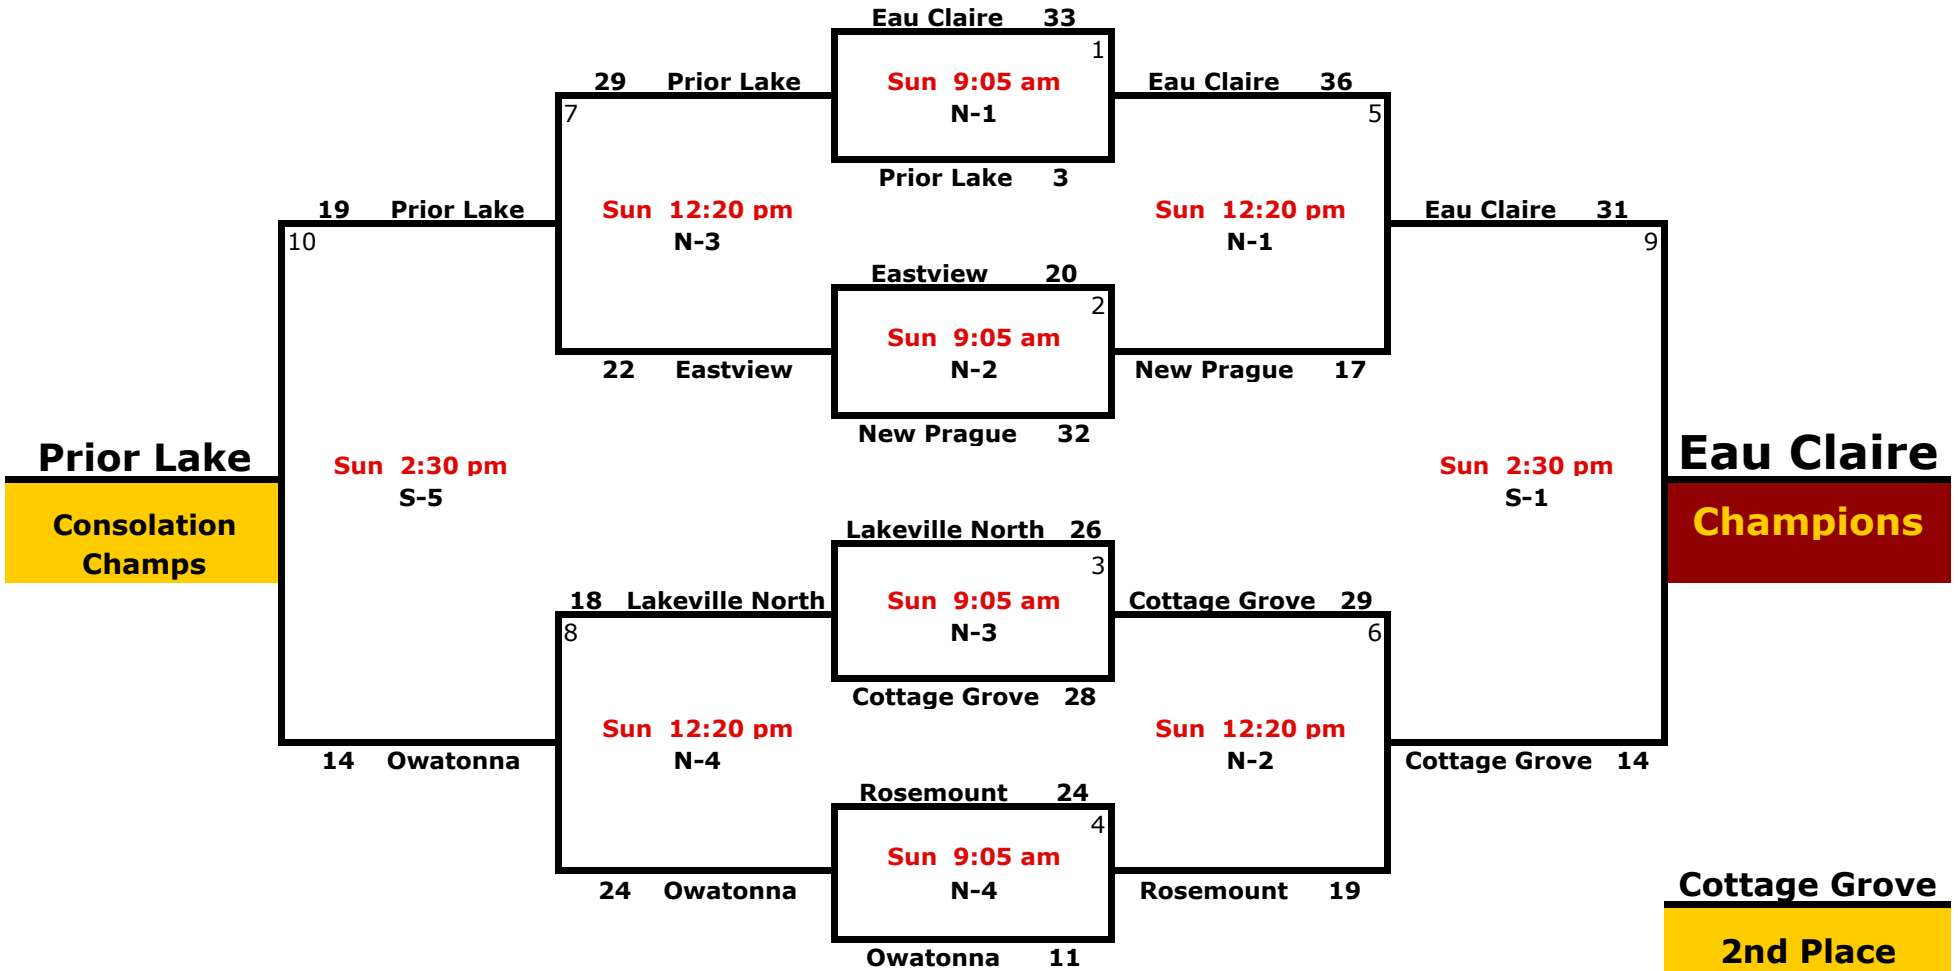 Eau Claire 33
1
29 Prior Lake
Sun 9:05 am
Eau Claire 36
7
N-1
5
Prior Lake 3
19 Prior Lake
Sun 12:20 pm
Sun 12:20 pm
Eau Claire 31
10
N-3
N-1
9
Eastview 20
2
Sun 9:05 am
22 Eastview
N-2
New Prague 17
New Prague 32
Prior Lake
Sun 2:30 pm
Sun 2:30 pm
Eau Claire
S-5
S-1
Consolation
Champs
Champions
Lakeville North 26
3
18 Lakeville North
Sun 9:05 am
Cottage Grove 29
8
N-3
6
Cottage Grove 28
Sun 12:20 pm
Sun 12:20 pm
14 Owatonna
N-4
N-2
Cottage Grove 14
Rosemount 24
4
Sun 9:05 am
24 Owatonna
N-4
Rosemount 19
Owatonna 11
Cottage Grove
2nd Place